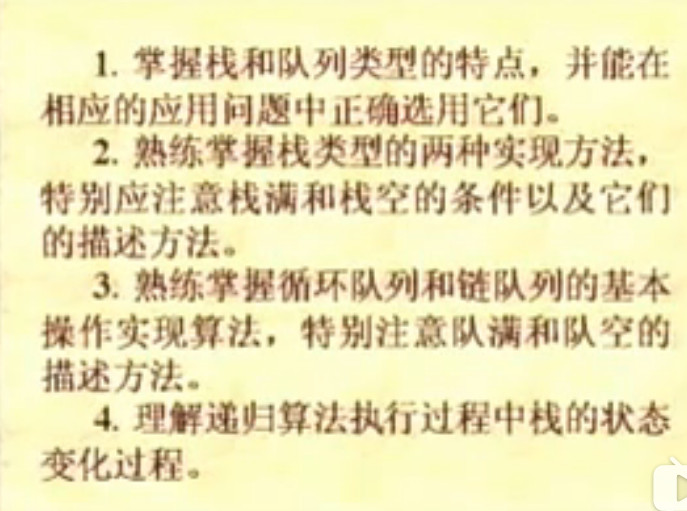 1. 掌握栈和队列类型的特点，并能在
相应的应用问题中正确选用它们。
2. 熟练掌握栈类型的两种实现方法，
特别应注意栈满和栈空的条件以及它们
的描述方法。
3. 熟练掌握循环队列和链队列的基本
操作实现算法，特别注意队满和队空的
描述方法。
4. 理解递归算法执行过程中栈的状态
变化过程。